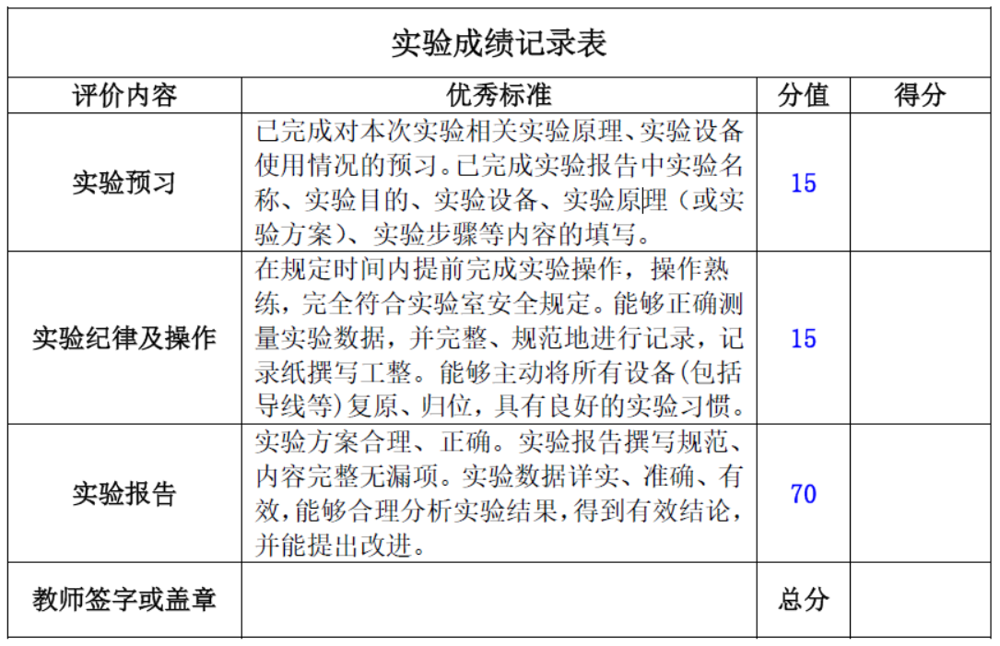 实验成绩记录表
评价内容 优秀标准 分值 得分
实验预习
已完成对本次实验相关实验原理、实验设备
使用情况的预习。已完成实验报告中实验名
称、实验目的、实验设备、实验原理（或实
验方案）、实验步骤等内容的填写。
15
实验纪律及操作
在规定时间内提前完成实验操作，操作熟
练，完全符合实验室安全规定。能够正确测
量实验数据，并完整、规范地进行记录，记
录纸撰写工整。能够主动将所有设备(包括
导线等)复原、归位，具有良好的实验习惯。
15
实验报告
实验方案合理、正确。实验报告撰写规范、
内容完整无漏项。实验数据详实、准确、有
效，能够合理分析实验结果，得到有效结论，
并能提出改进。
70
教师签字或盖章 总分